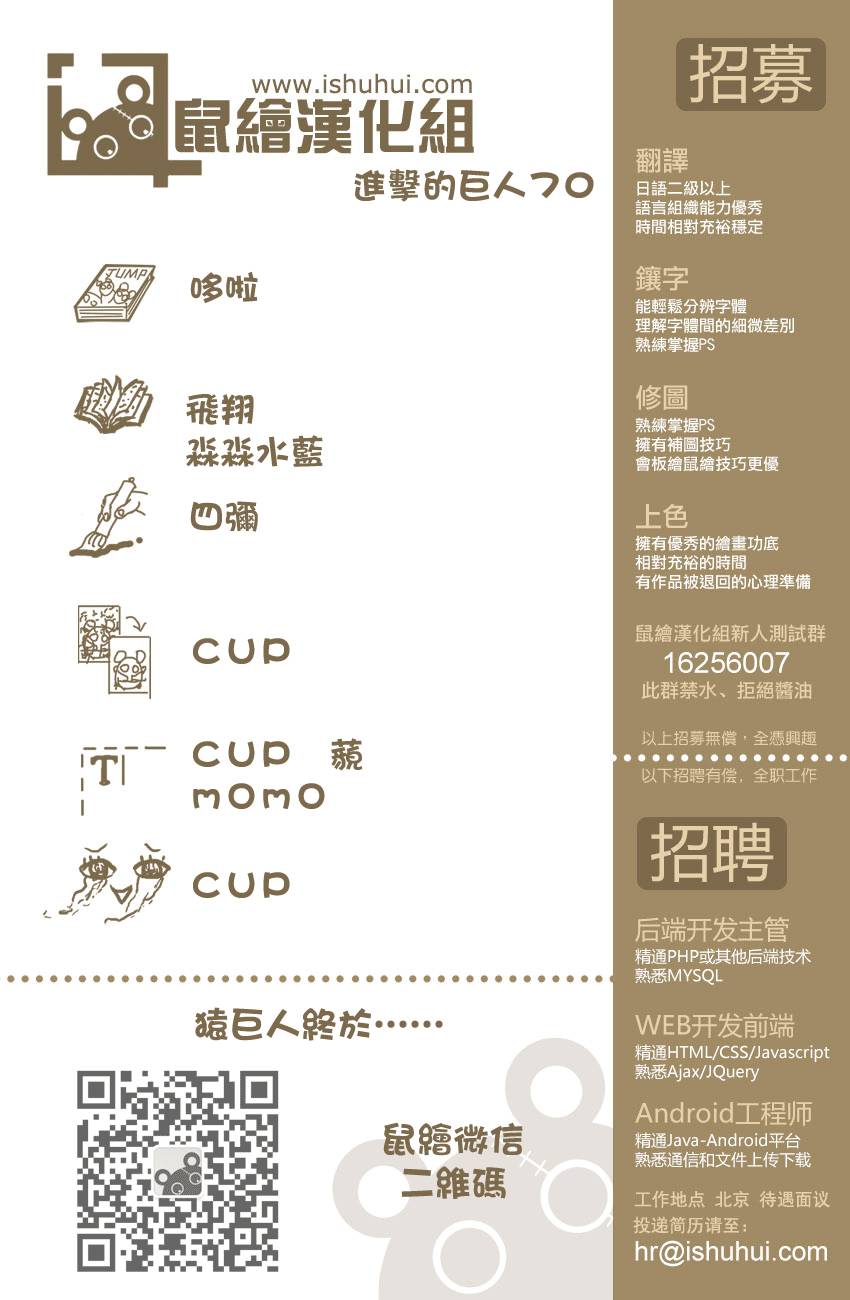 www.ishuhui.com
鼠繪漢化組
進擊的巨人70
JUMP
哆啦
飛翔
淼淼水藍
四彌
cup
T
cup 蘋
momo
cup
猿巨人終於……
鼠繪微信
二維碼
招募
翻譯
日語二級以上
語言組織能力優秀
時間相對充裕穩定
鑲字
能輕鬆分辨字體
理解字體間的細微差別
熟練掌握PS
修圖
熟練掌握PS
擁有補圖技巧
會板繪鼠繪技巧更優
上色
擁有優秀的繪畫功底
相對充裕的時間
有作品被退回的心理準備
鼠繪漢化組新人測試群
16256007
此群禁水、拒絕醬油
以上招募無償，全憑興趣
以下招聘有偿，全职工作
招聘
后端开发主管
精通PHP或其他后端技术
熟悉MYSQL
WEB开发前端
精通HTML/CSS/Javascript
熟悉Ajax/JQuery
Android工程师
精通Java-Android平台
熟悉通信和文件上传下载
工作地点 北京 待遇面议
投递简历请至：
hr@ishuhui.com